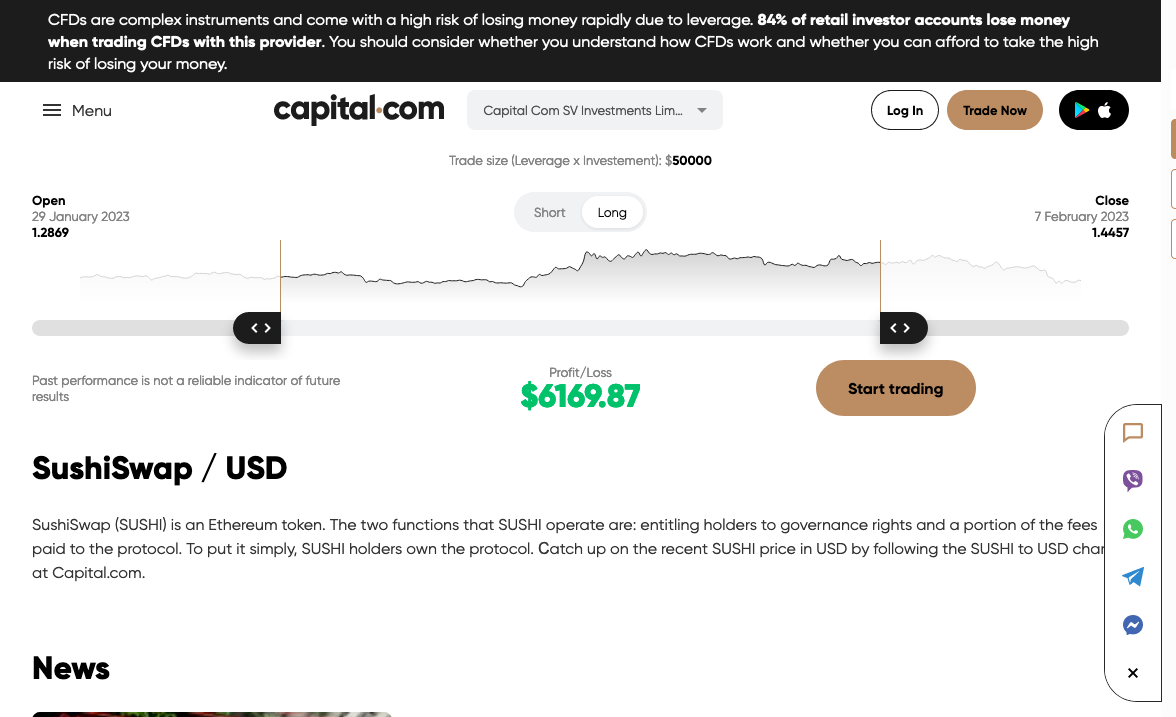 CFDs are complex instruments and come with a high risk of losing money rapidly due to leverage. 84% of retail investor accounts lose money
when trading CFDs with this provider. You should consider whether you understand how CFDs work and whether you can afford to take the high
risk of losing your money.
Menu
capital.com
Capital Com SV Investments Lim...
Log In
Trade Now
Trade size (Leverage x Investement): $50000
Open
29 January 2023
1.2869
Short
Long
Close
7 February 2023
1.4457
Past performance is not a reliable indicator of future
results
Profit/Loss
$6169.87
Start trading
SushiSwap / USD
SushiSwap (SUSHI) is an Ethereum token. The two functions that SUSHI operate are: entitling holders to governance rights and a portion of the fees
paid to the protocol. To put it simply, SUSHI holders own the protocol. Catch up on the recent SUSHI price in USD by following the SUSHI to USD
at Capital.com.
News